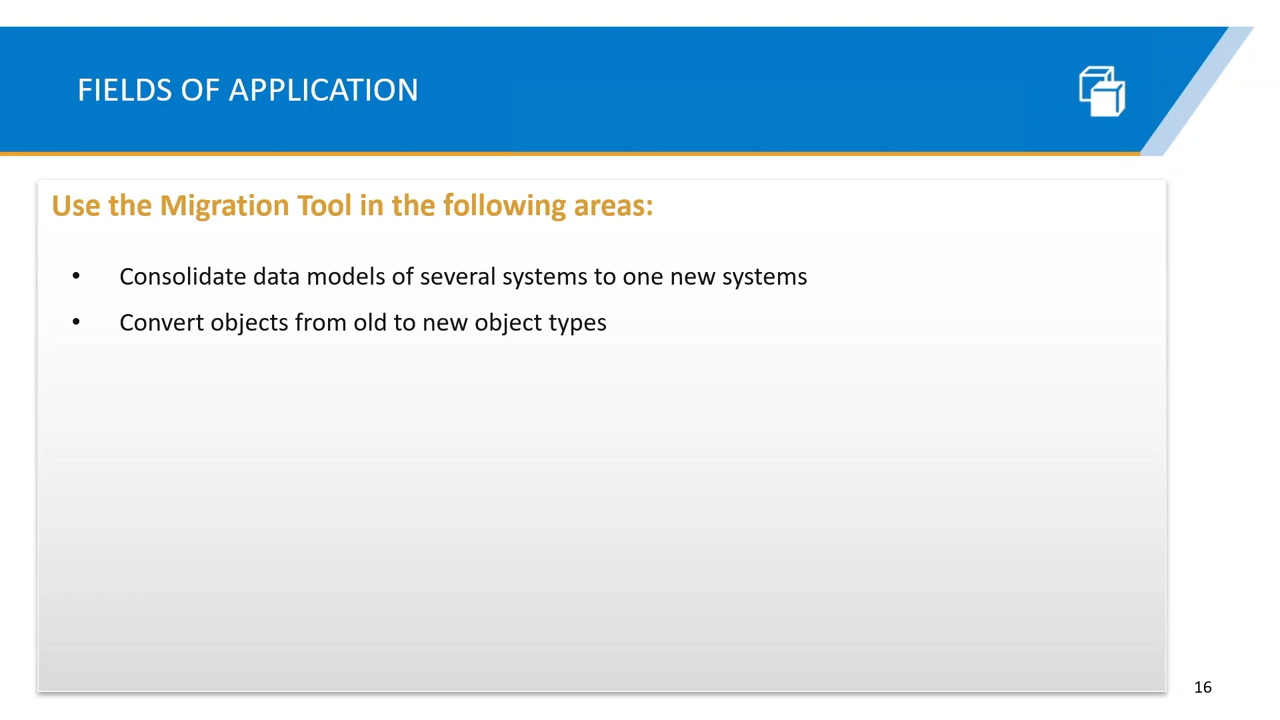 FIELDS OF APPLICATION
Use the Migration Tool in the following areas:
• Consolidate data models of several systems to one new systems
• Convert objects from old to new object types
16